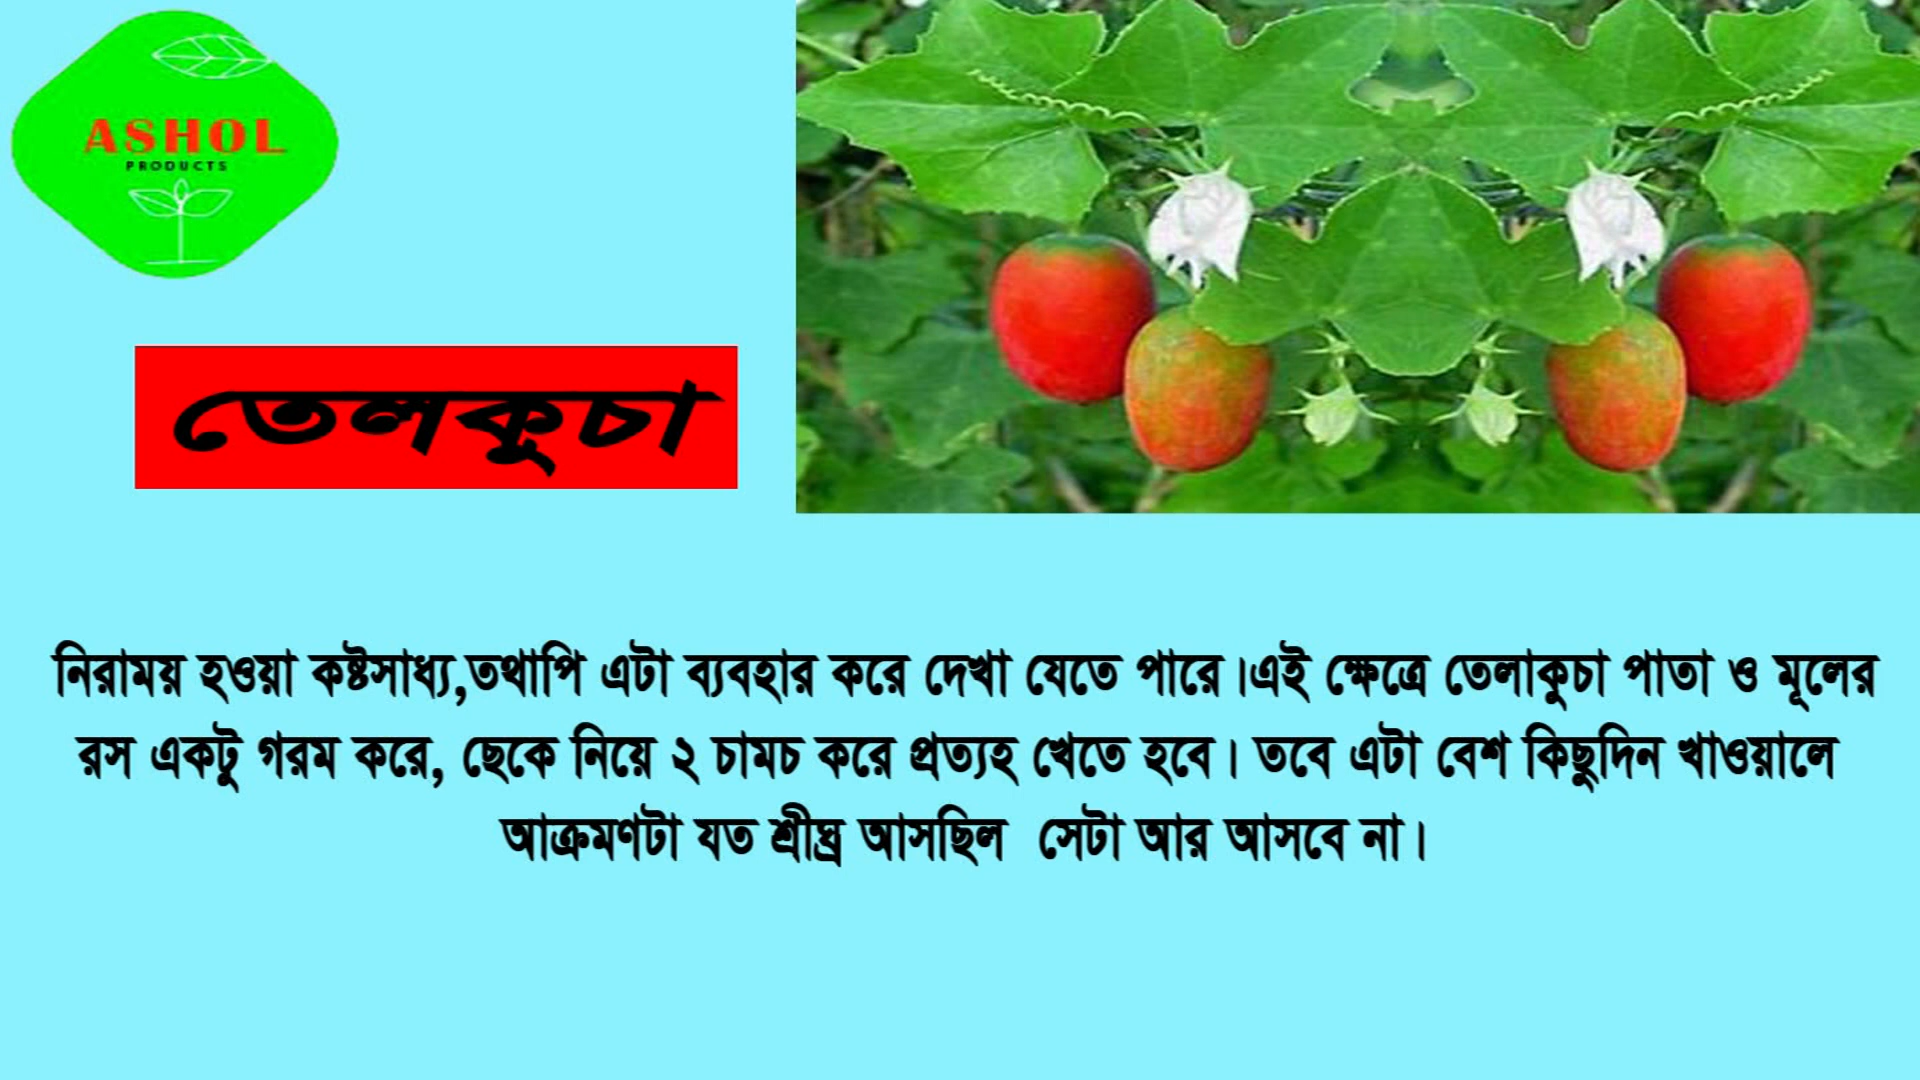 ASHOL
PRODUCTS
তেলকুচা
নিরাময় হওয়া কষ্টসাধ্য,তথাপি এটা ব্যবহার করে দেখা যেতে পারে।এই ক্ষেত্রে তেলাকুচা পাতা ও মূলের
রস একটু গরম করে, ছেকে নিয়ে ২ চামচ করে প্রত্যহ খেতে হবে। তবে এটা বেশ কিছুদিন খাওয়ালে
আক্রমণটা যত শ্রীঘ্র আসছিল সেটা আর আসবে না।